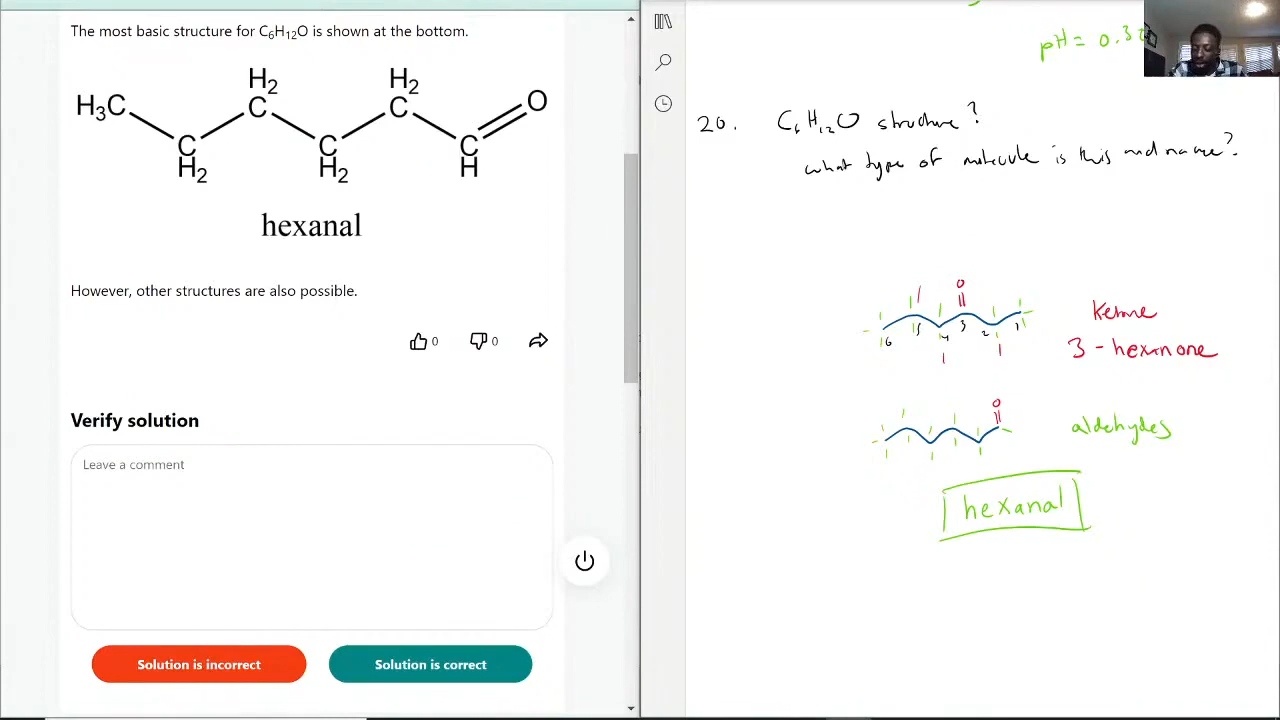 The most basic structure for C₆H₁₂O is shown at the bottom.
H₂ H₂
H₃C C C O
C C C
H₂ H₂ H
hexanal
However, other structures are also possible.
0 0
Verify solution
Leave a comment
Solution is incorrect Solution is correct
pH = 0.32
20. C₆H₁₂O structure?
what type of molecule is this and name?
O
6 5 4 3 2 1
Ketone
3 - hexanone
O
aldehydes
hexanal